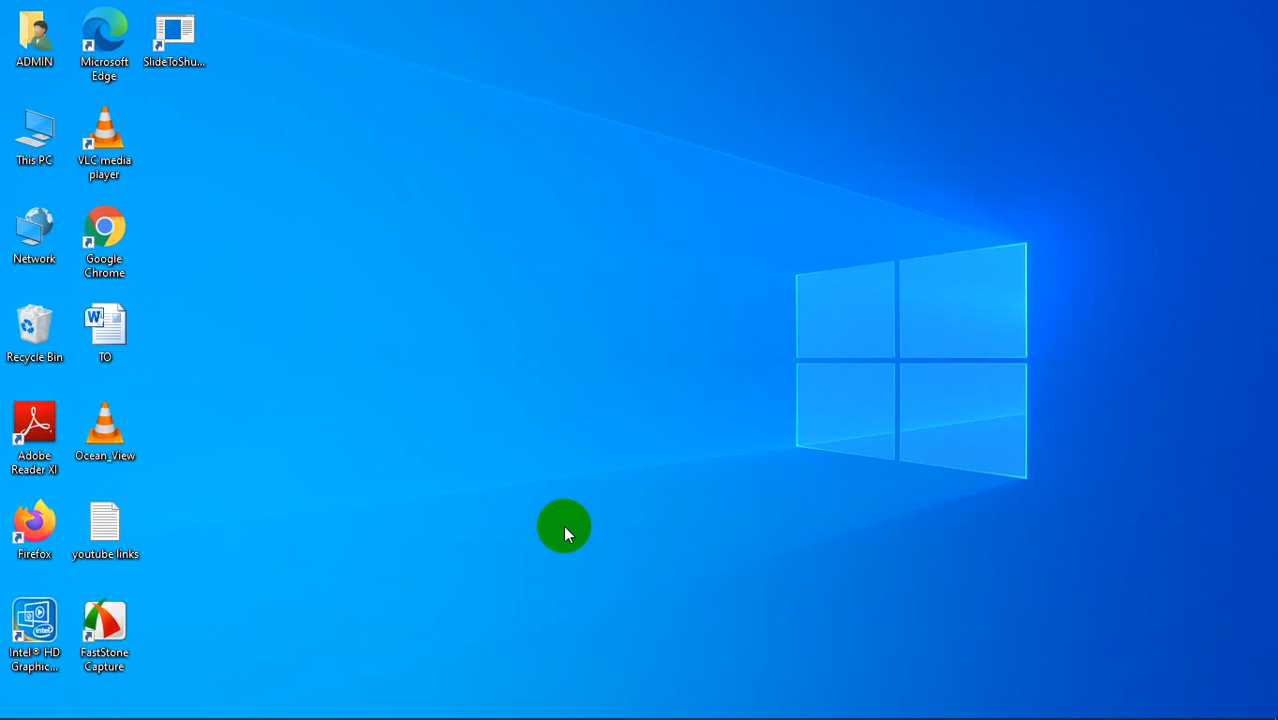 ADMIN
Microsoft
Edge
SlideToShu...
This PC
VLC media
player
Network
Google
Chrome
Recycle Bin
W
TO
Adobe
Reader XI
Ocean_View
Firefox
youtube links
intel
Intel® HD
Graphic...
FastStone
Capture